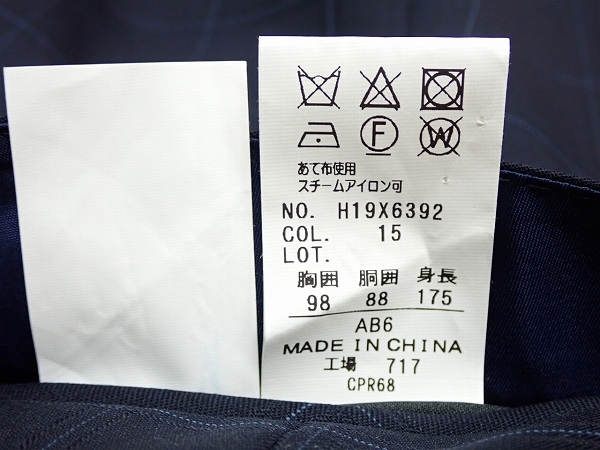 F W
あて布使用
スチームアイロン可
NO. H19X6392
COL. 15
LOT.
胸囲 胴囲 身長
98 88 175
AB6
MADE IN CHINA
工場 717
CPR68